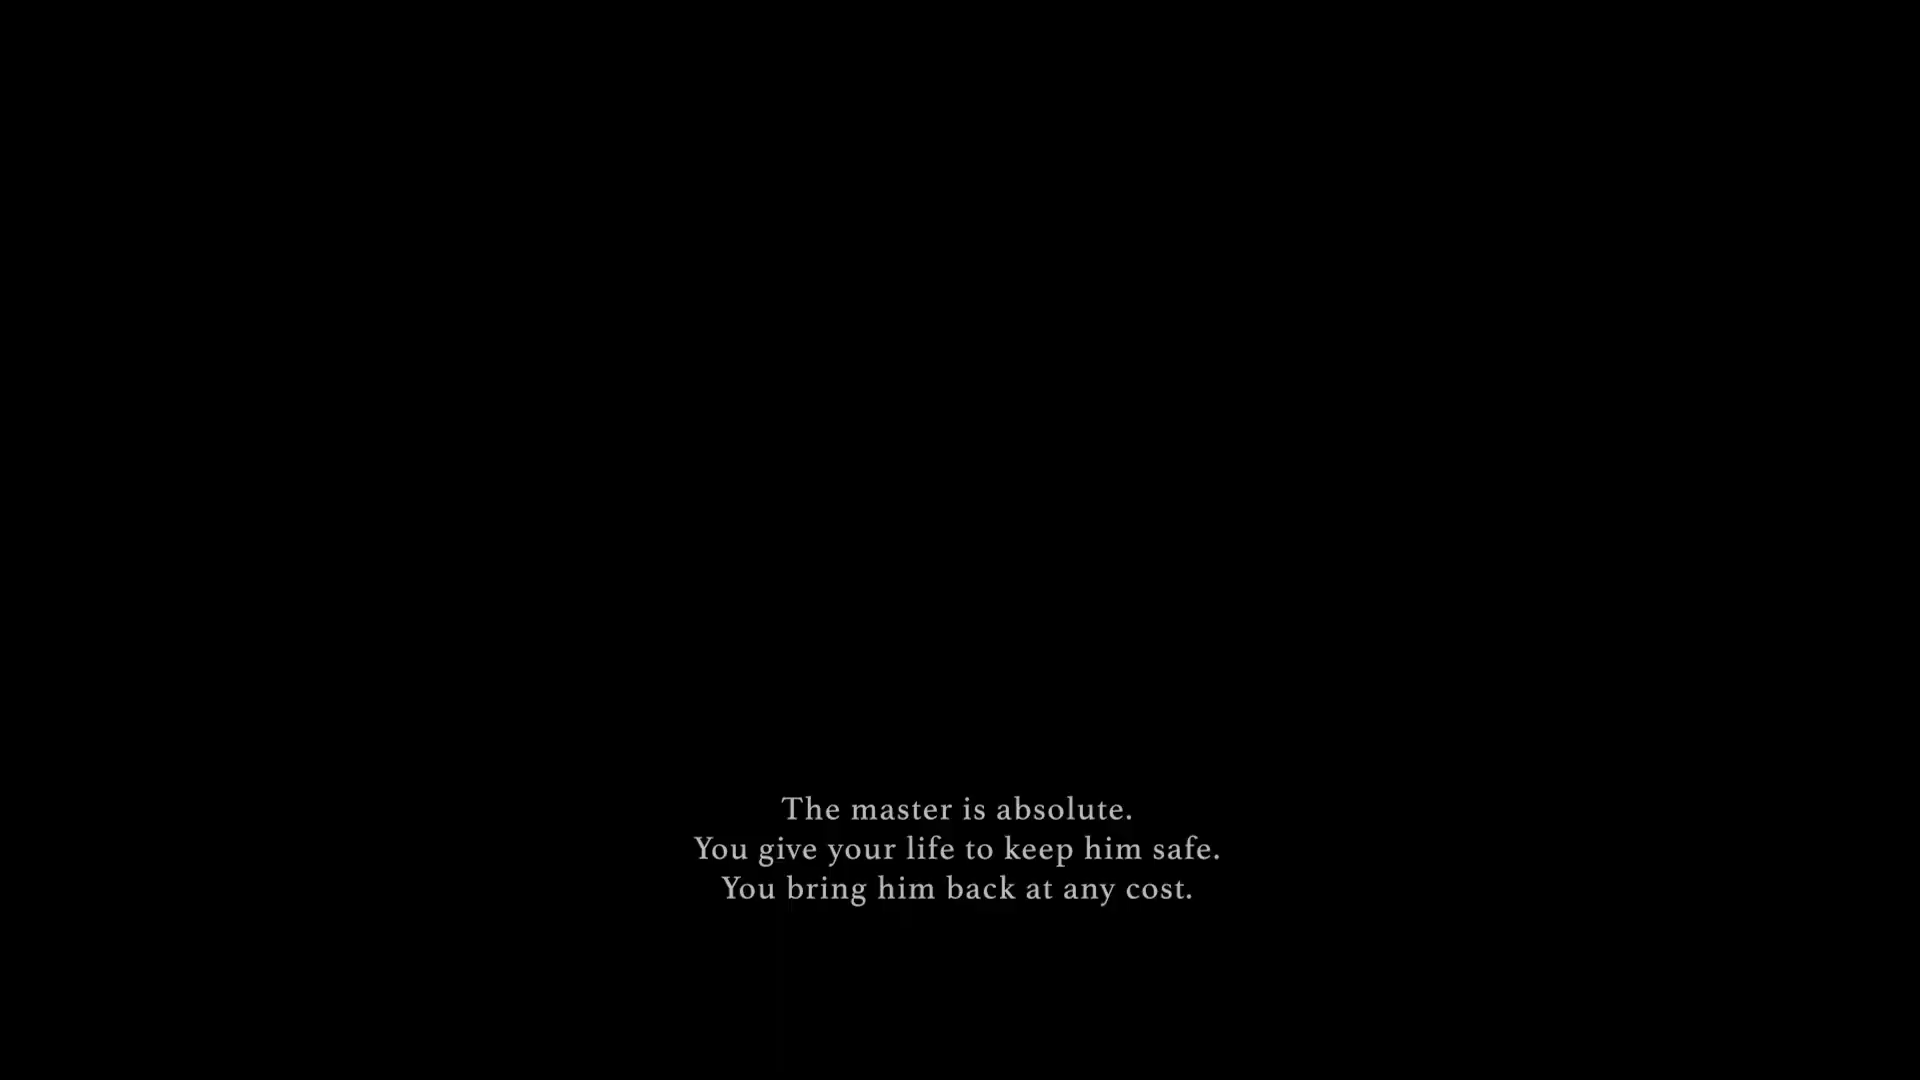 The master is absolute.
You give your life to keep him safe.
You bring him back at any cost.